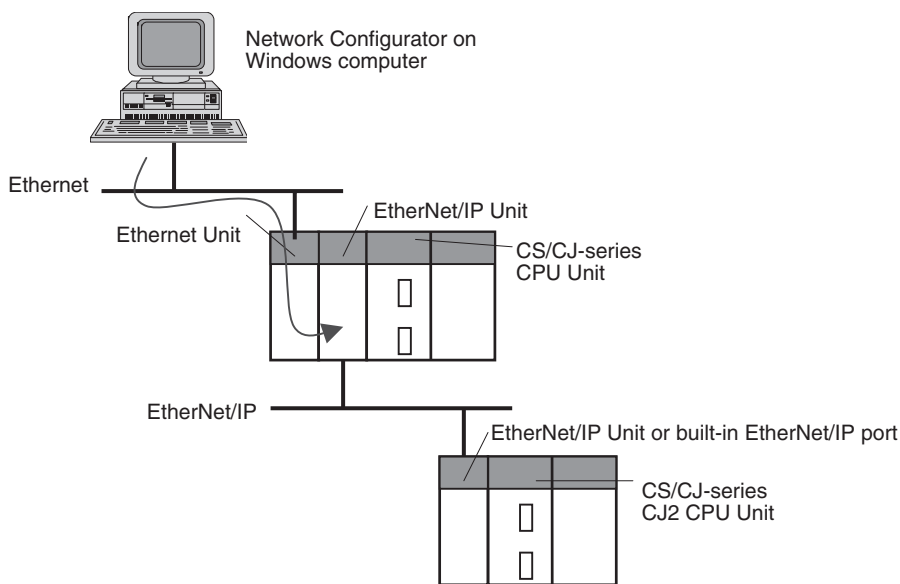 Network Configurator on
Windows computer
Ethernet
EtherNet/IP Unit
Ethernet Unit
CS/CJ-series
CPU Unit
EtherNet/IP
EtherNet/IP Unit or built-in EtherNet/IP port
CS/CJ-series
CJ2 CPU Unit